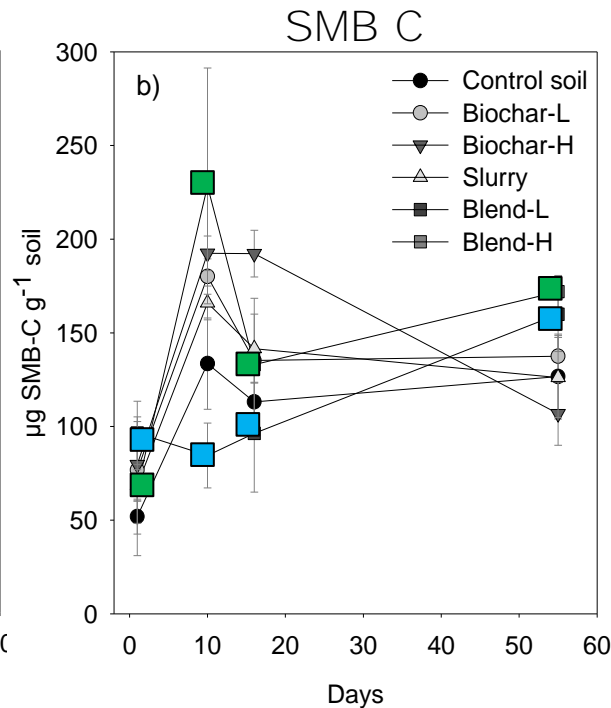 SMB C
b)
Control soil
Biochar-L
Biochar-H
Slurry
Blend-L
Blend-H
µg SMB-C g-1 soil
300
250
200
150
100
50
0
0 10 20 30 40 50 60
Days